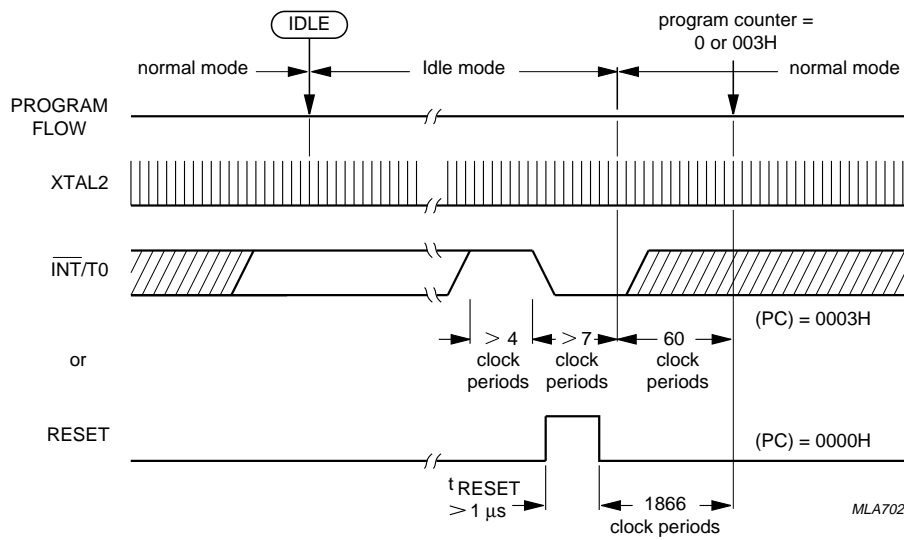 IDLE
program counter =
0 or 003H
normal mode
Idle mode
normal mode
PROGRAM
FLOW
XTAL2
INT/T0
(PC) = 0003H
> 4
clock
periods
> 7
clock
periods
60
clock
periods
or
RESET
(PC) = 0000H
t RESET
> 1 µs
1866
clock periods
MLA702